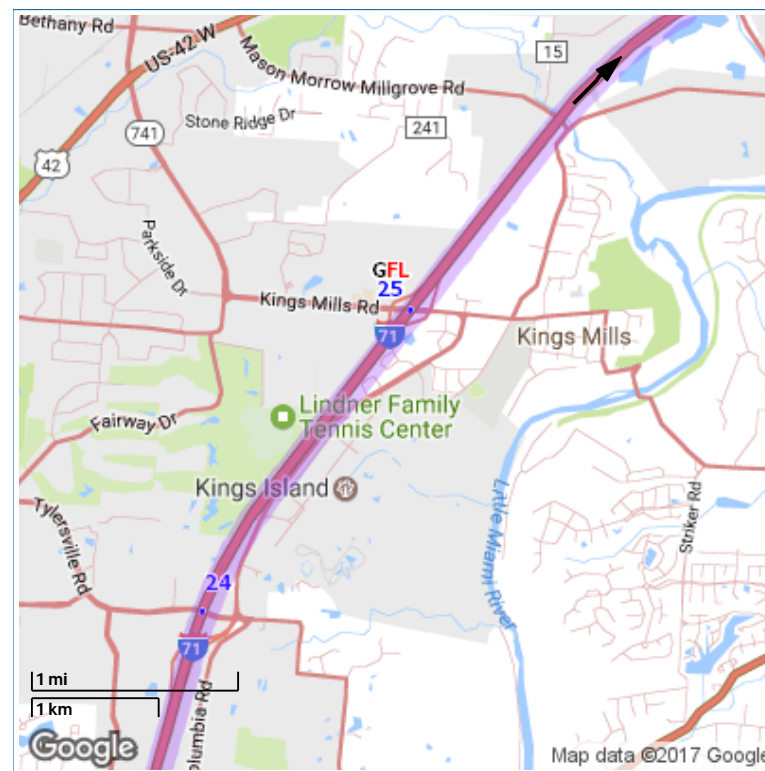 Bethany Rd
US-42 W
Mason Morrow Millgrove Rd
15
741
Stone Ridge Dr
241
42
Parkside Dr
GFL
25
Kings Mills Rd
71
Kings Mills
Lindner Family
Tennis Center
Fairway Dr
Kings Island
Tylersville Rd
Little Miami River
Striker Rd
24
71
1 mi
1 km
olumbia Rd
Google
Map data ©2017 Google